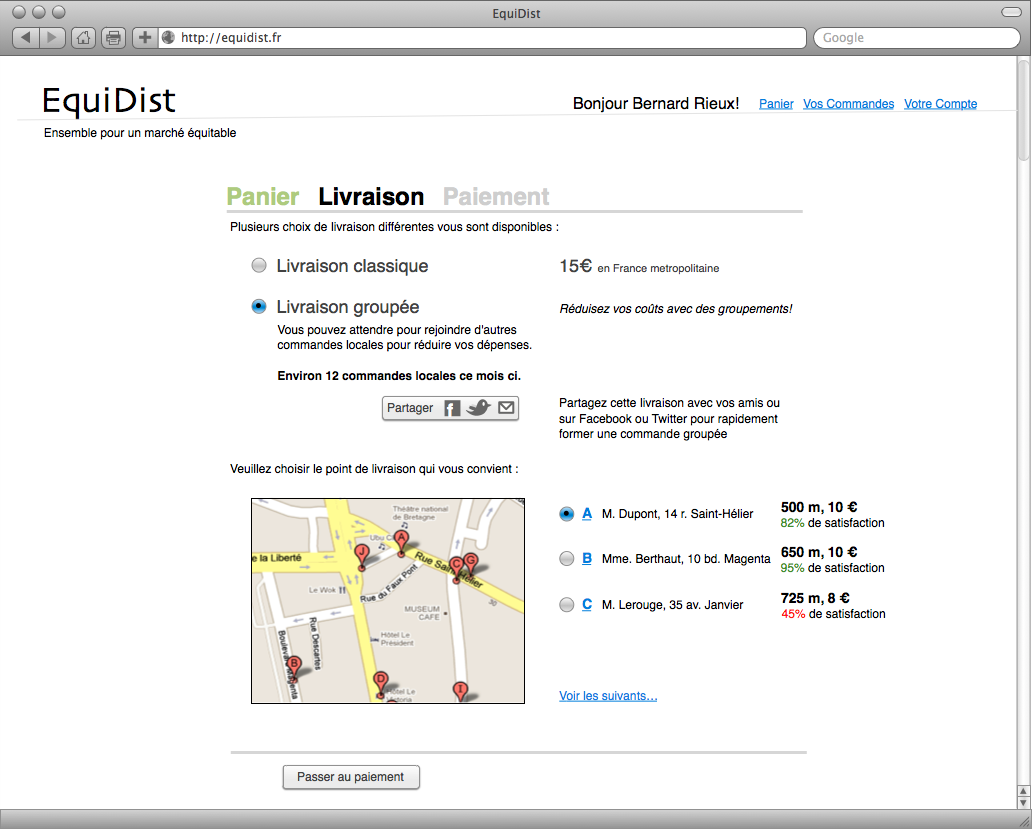 EquiDist
http://equidist.fr
Google
EquiDist
Bonjour Bernard Rieux! Panier Vos Commandes Votre Compte
Ensemble pour un marché équitable
Panier Livraison Paiement
Plusieurs choix de livraison différentes vous sont disponibles :
Livraison classique 15€ en France metropolitaine
Livraison groupée Réduisez vos coûts avec des groupements!
Vous pouvez attendre pour rejoindre d'autres
commandes locales pour réduire vos dépenses.
Environ 12 commandes locales ce mois ci.
Partager
Partagez cette livraison avec vos amis ou
sur Facebook ou Twitter pour rapidement
former une commande groupée
Veuillez choisir le point de livraison qui vous convient :
Théâtre national
de Bretagne
Ubu
A
J
e la Liberté
Rue Saint-Hélier
C
G
Le Wok
Rue du Faux Pont
30
MUSEUM
CAFE
Rue Descartes
Hôtel Le
Président
Boulevard Magenta
B
D
Hôtel Le
Victoria
I
A M. Dupont, 14 r. Saint-Hélier
500 m, 10 €
82% de satisfaction
B Mme. Berthaut, 10 bd. Magenta
650 m, 10 €
95% de satisfaction
C M. Lerouge, 35 av. Janvier
725 m, 8 €
45% de satisfaction
Voir les suivants...
Passer au paiement